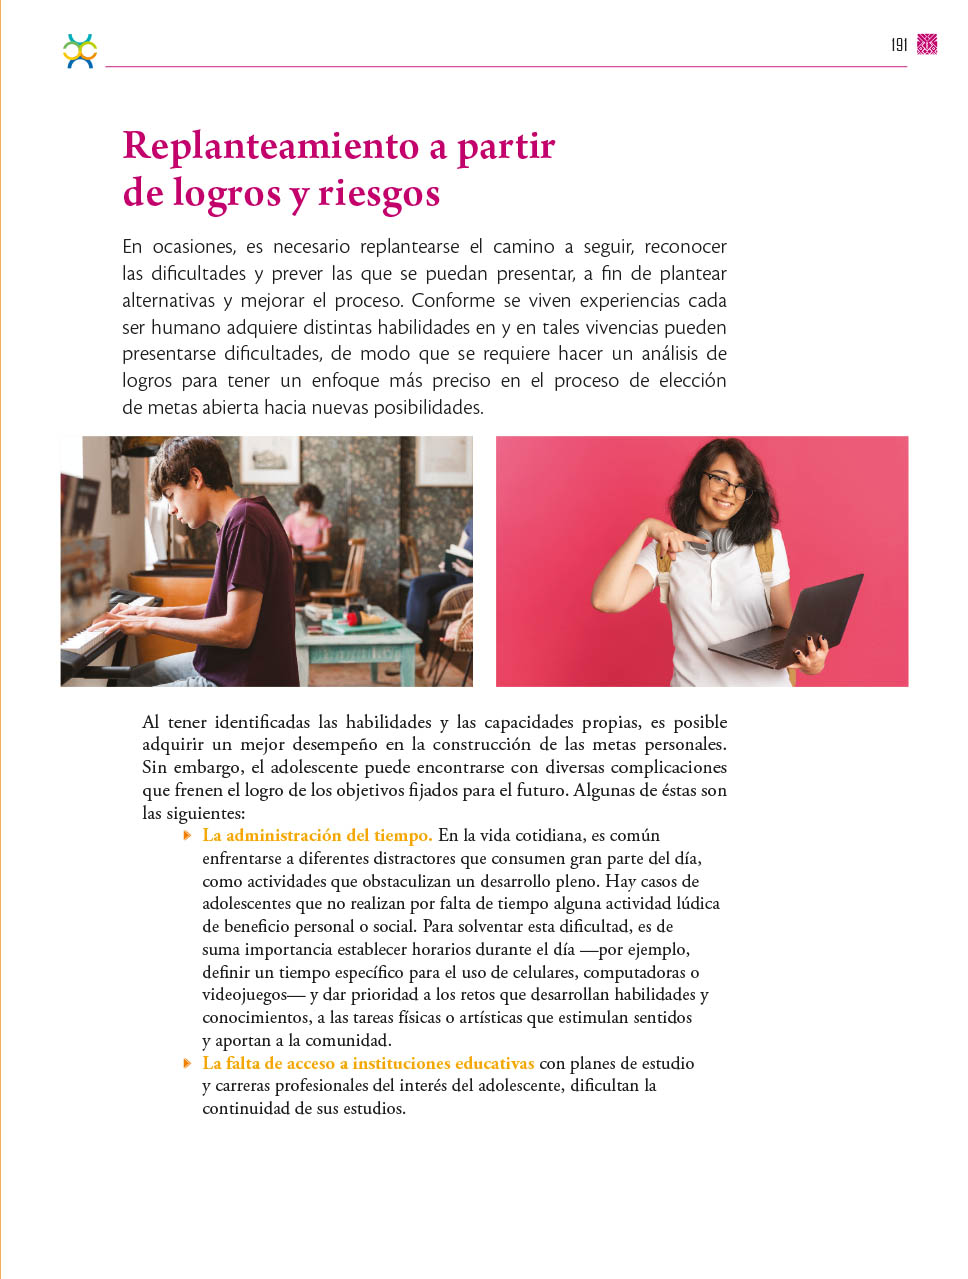 191
Replanteamiento a partir
de logros y riesgos
En ocasiones, es necesario replantearse el camino a seguir, reconocer
las dificultades y prever las que se puedan presentar, a fin de plantear
alternativas y mejorar el proceso. Conforme se viven experiencias cada
ser humano adquiere distintas habilidades en y en tales vivencias pueden
presentarse dificultades, de modo que se requiere hacer un análisis de
logros para tener un enfoque más preciso en el proceso de elección
de metas abierta hacia nuevas posibilidades.
Al tener identificadas las habilidades y las capacidades propias, es posible
adquirir un mejor desempeño en la construcción de las metas personales.
Sin embargo, el adolescente puede encontrarse con diversas complicaciones
que frenen el logro de los objetivos fijados para el futuro. Algunas de éstas son
las siguientes:
La administración del tiempo. En la vida cotidiana, es común
enfrentarse a diferentes distractores que consumen gran parte del día,
como actividades que obstaculizan un desarrollo pleno. Hay casos de
adolescentes que no realizan por falta de tiempo alguna actividad lúdica
de beneficio personal o social. Para solventar esta dificultad, es de
suma importancia establecer horarios durante el día —por ejemplo,
definir un tiempo específico para el uso de celulares, computadoras o
videojuegos— y dar prioridad a los retos que desarrollan habilidades y
conocimientos, a las tareas físicas o artísticas que estimulan sentidos
y aportan a la comunidad.
La falta de acceso a instituciones educativas con planes de estudio
y carreras profesionales del interés del adolescente, dificultan la
continuidad de sus estudios.